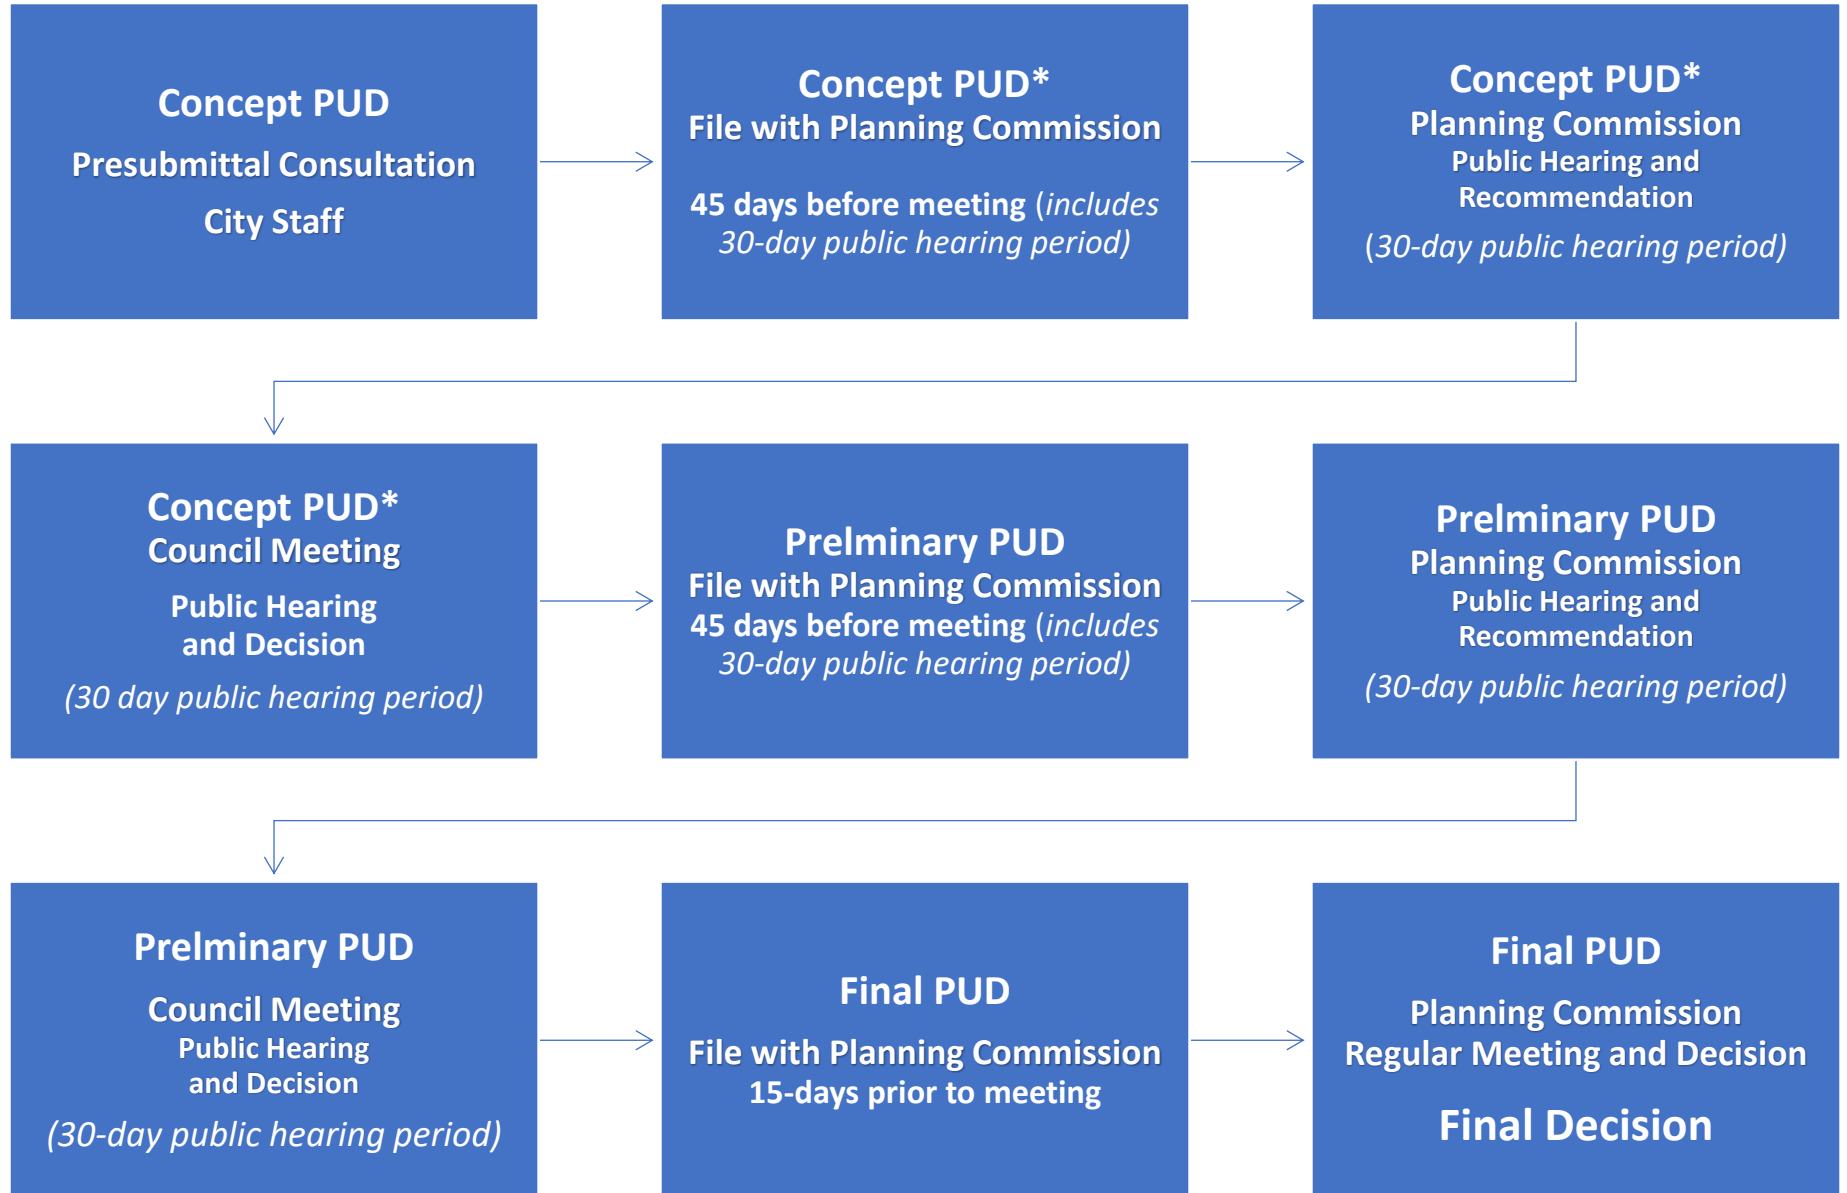 Concept PUD
Presubmittal Consultation
City Staff
Concept PUD*
File with Planning Commission
45 days before meeting (includes
30-day public hearing period)
Concept PUD*
Planning Commission
Public Hearing and
Recommendation
(30-day public hearing period)
Concept PUD*
Council Meeting
Public Hearing
and Decision
(30 day public hearing period)
Prelminary PUD
File with Planning Commission
45 days before meeting (includes
30-day public hearing period)
Prelminary PUD
Planning Commission
Public Hearing and
Recommendation
(30-day public hearing period)
Prelminary PUD
Council Meeting
Public Hearing
and Decision
(30-day public hearing period)
Final PUD
File with Planning Commission
15-days prior to meeting
Final PUD
Planning Commission
Regular Meeting and Decision
Final Decision